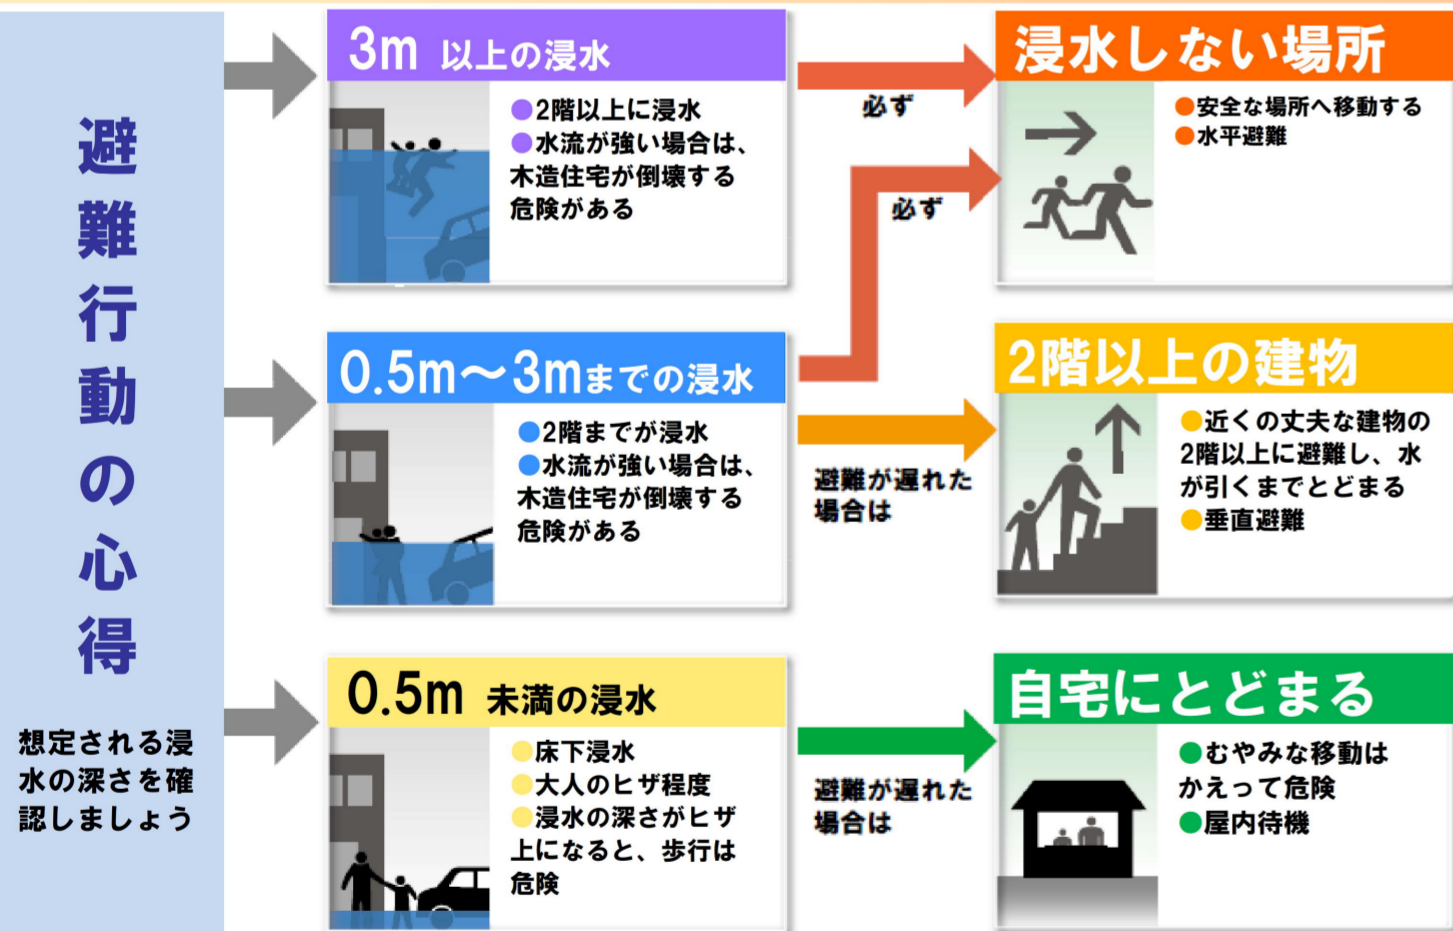 避難行動の心得
想定される浸
水の深さを確
認しましょう
3m 以上の浸水
●2階以上に浸水
●水流が強い場合は、
木造住宅が倒壊する
危険がある
必ず
浸水しない場所
●安全な場所へ移動する
●水平避難
必ず
0.5m～3mまでの浸水
●2階までが浸水
●水流が強い場合は、
木造住宅が倒壊する
危険がある
避難が遅れた
場合は
2階以上の建物
●近くの丈夫な建物の
2階以上に避難し、水
が引くまでとどまる
●垂直避難
0.5m 未満の浸水
●床下浸水
●大人のヒザ程度
●浸水の深さがヒザ
上になると、歩行は
危険
避難が遅れた
場合は
自宅にとどまる
●むやみな移動は
かえって危険
●屋内待機